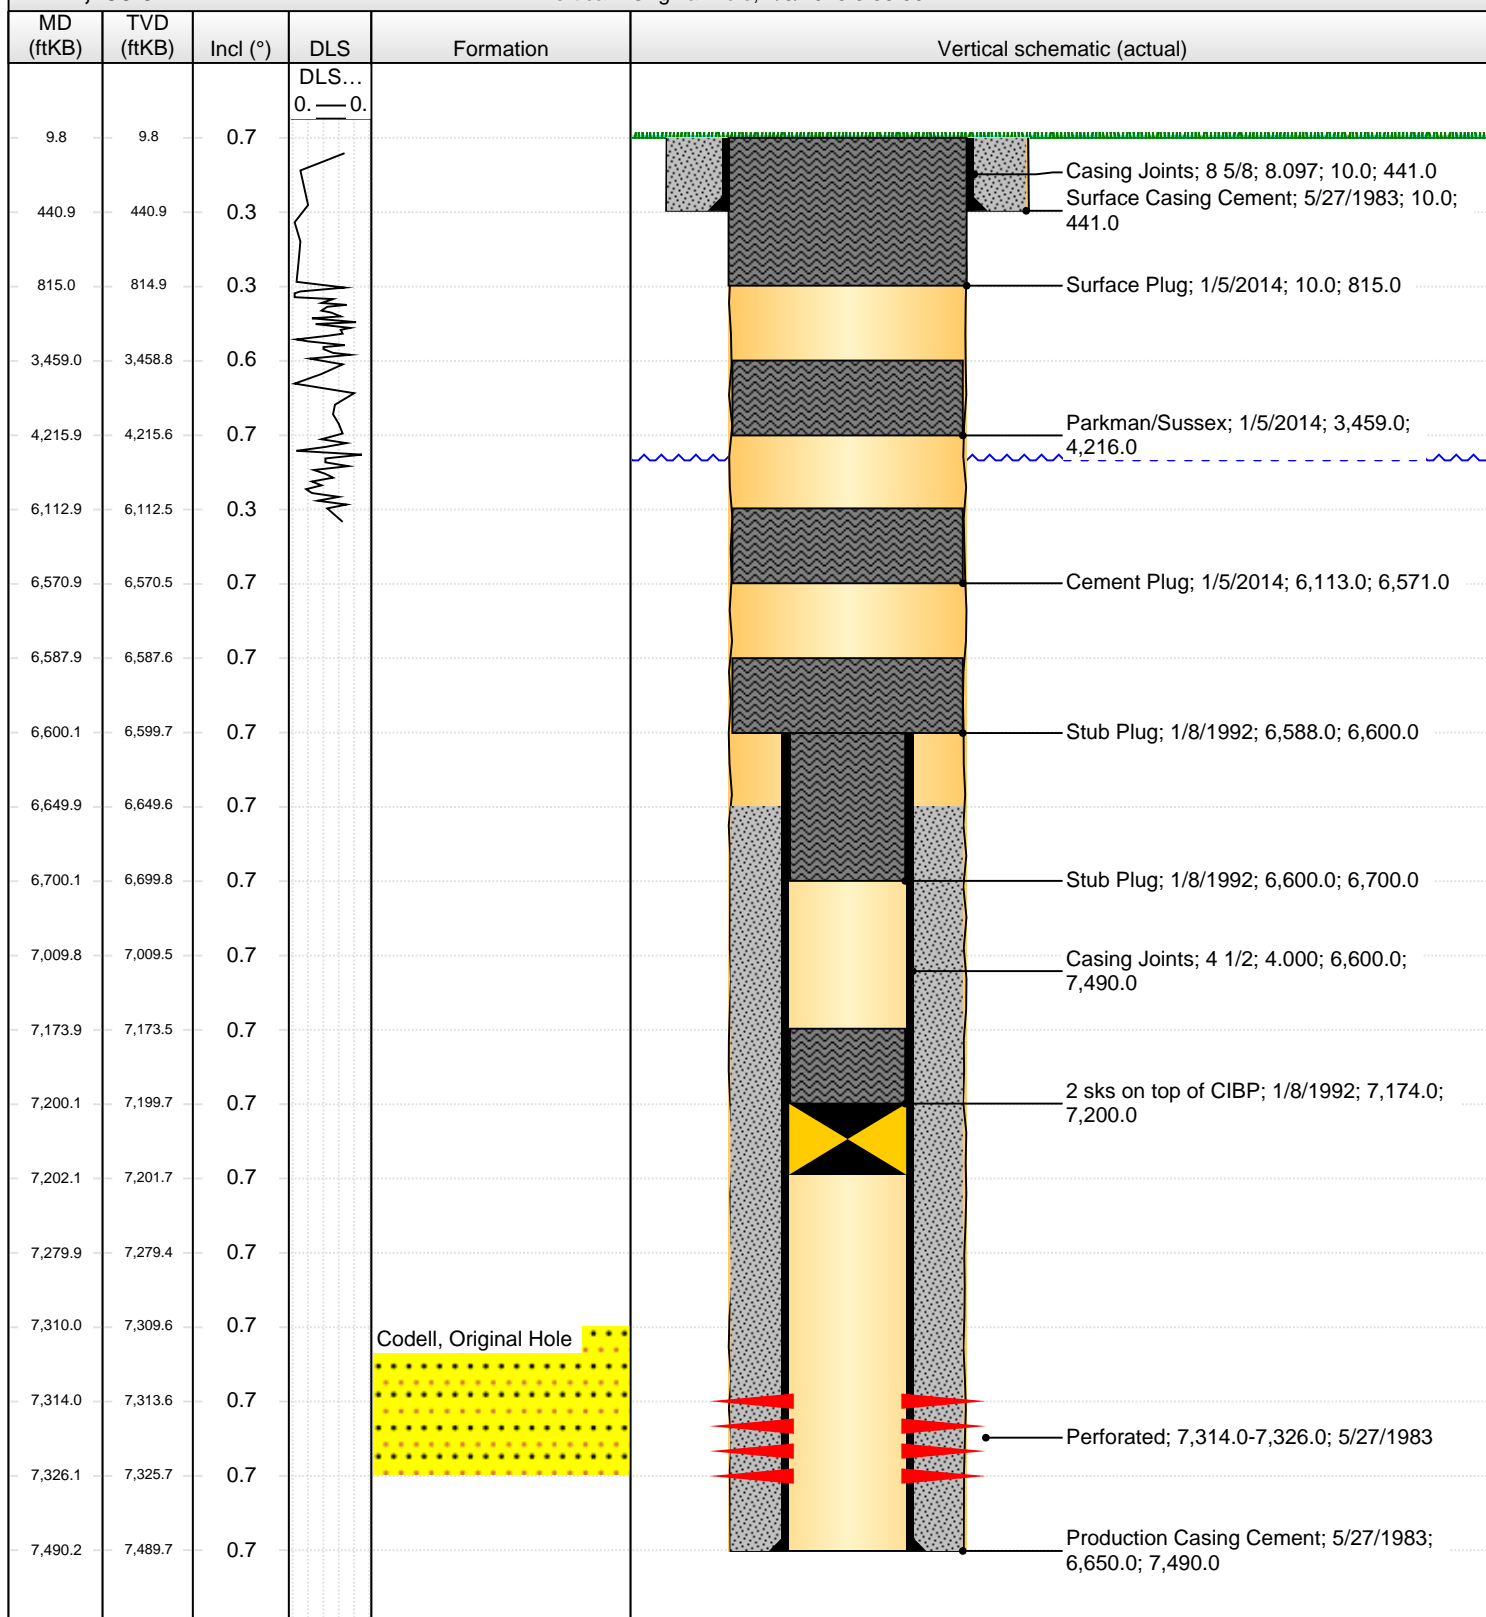 MD (ftKB) TVD (ftKB) Incl (°) DLS Formation Vertical schematic (actual)
DLS...
0. 0.
9.8 9.8 0.7
Casing Joints; 8 5/8; 8.097; 10.0; 441.0
Surface Casing Cement; 5/27/1983; 10.0;
440.9 440.9 0.3
441.0
815.0 814.9 0.3 Surface Plug; 1/5/2014; 10.0; 815.0
3,459.0 3,458.8 0.6
Parkman/Sussex; 1/5/2014; 3,459.0;
4,215.9 4,215.6 0.7
4,216.0
6,112.9 6,112.5 0.3
6,570.9 6,570.5 0.7 Cement Plug; 1/5/2014; 6,113.0; 6,571.0
6,587.9 6,587.6 0.7
6,600.1 6,599.7 0.7 Stub Plug; 1/8/1992; 6,588.0; 6,600.0
6,649.9 6,649.6 0.7
6,700.1 6,699.8 0.7 Stub Plug; 1/8/1992; 6,600.0; 6,700.0
7,009.8 7,009.5 0.7 Casing Joints; 4 1/2; 4.000; 6,600.0;
7,490.0
7,173.9 7,173.5 0.7
2 sks on top of CIBP; 1/8/1992; 7,174.0;
7,200.1 7,199.7 0.7
7,200.0
7,202.1 7,201.7 0.7
7,279.9 7,279.4 0.7
7,310.0 7,309.6 0.7
Codell, Original Hole
7,314.0 7,313.6 0.7
Perforated; 7,314.0-7,326.0; 5/27/1983
7,326.1 7,325.7 0.7
Production Casing Cement; 5/27/1983;
7,490.2 7,489.7 0.7
6,650.0; 7,490.0